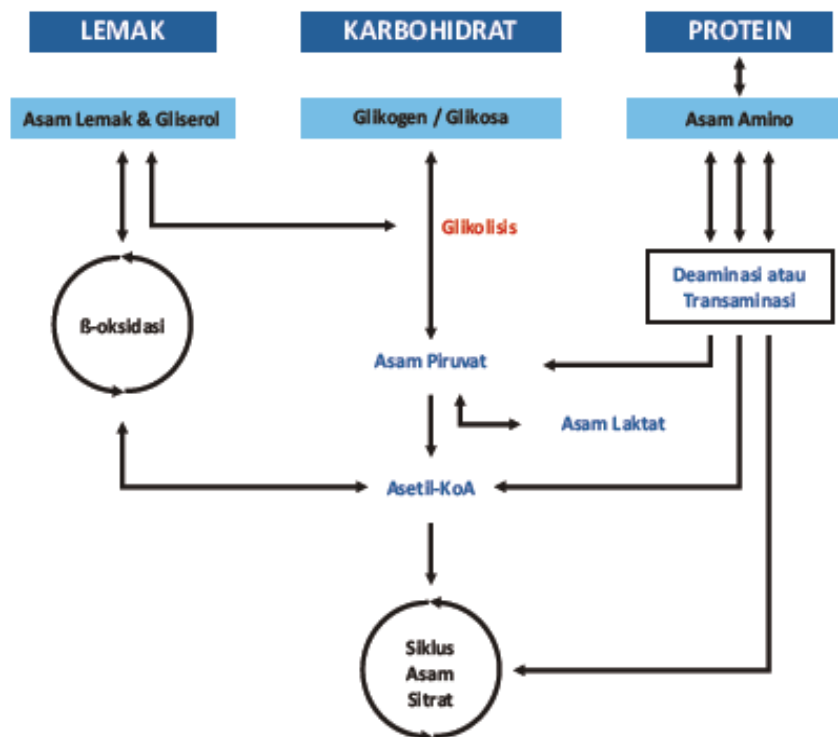 LEMAK
KARBOHIDRAT
PROTEIN
Asam Lemak & Gliserol
Glikogen / Glikosa
Asam Amino
Glikolisis
Deaminasi atau
Transaminasi
ß-oksidasi
Asam Piruvat
Asam Laktat
Asetil-KoA
Siklus
Asam
Sitrat